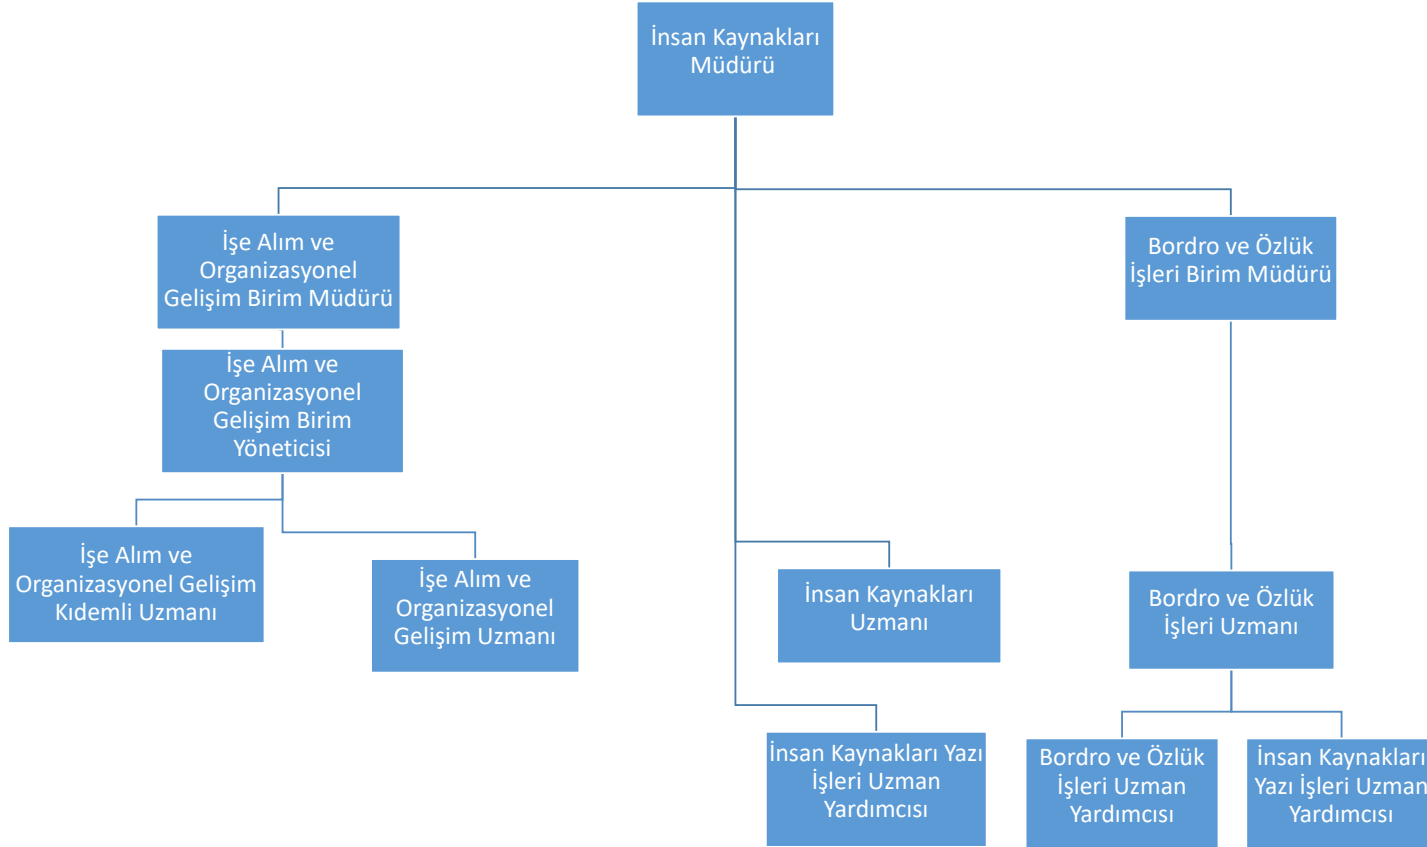 İnsan Kaynakları
Müdürü
İşe Alım ve
Organizasyonel
Gelişim Birim Müdürü
Bordro ve Özlük
İşleri Birim Müdürü
İşe Alım ve
Organizasyonel
Gelişim Birim
Yöneticisi
İşe Alım ve
Organizasyonel Gelişim
Kıdemli Uzmanı
İşe Alım ve
Organizasyonel
Gelişim Uzmanı
İnsan Kaynakları
Uzmanı
Bordro ve Özlük
İşleri Uzmanı
İnsan Kaynakları Yazı
İşleri Uzman
Yardımcısı
Bordro ve Özlük
İşleri Uzman
Yardımcısı
İnsan Kaynakları
Yazı İşleri Uzman
Yardımcısı